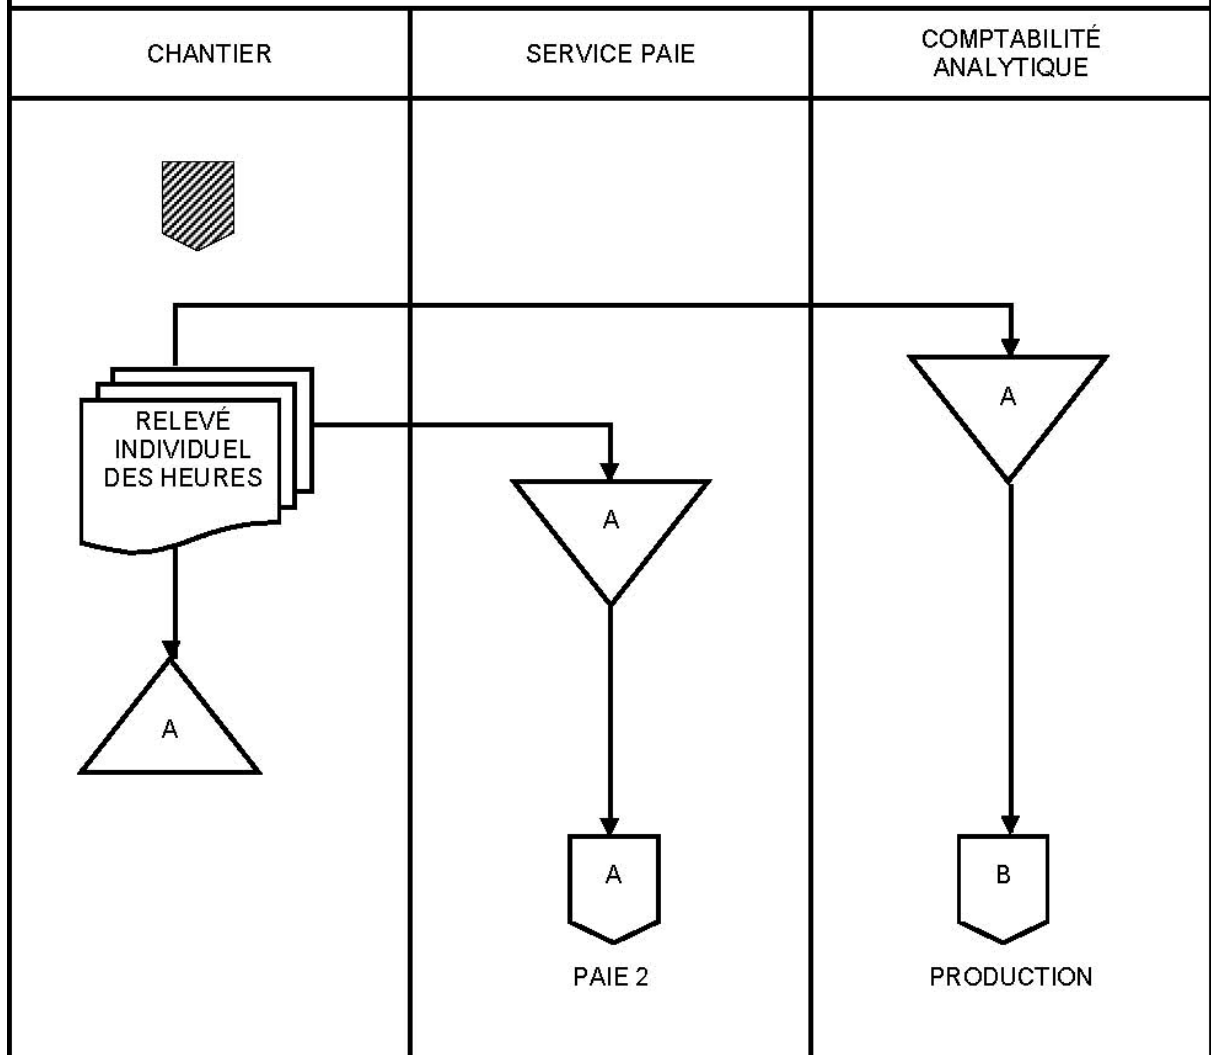 CHANTIER
SERVICE PAIE
COMPTABILITÉ
ANALYTIQUE
RELEVÉ
INDIVIDUEL
DES HEURES
A
A
A
A
B
PAIE 2
PRODUCTION